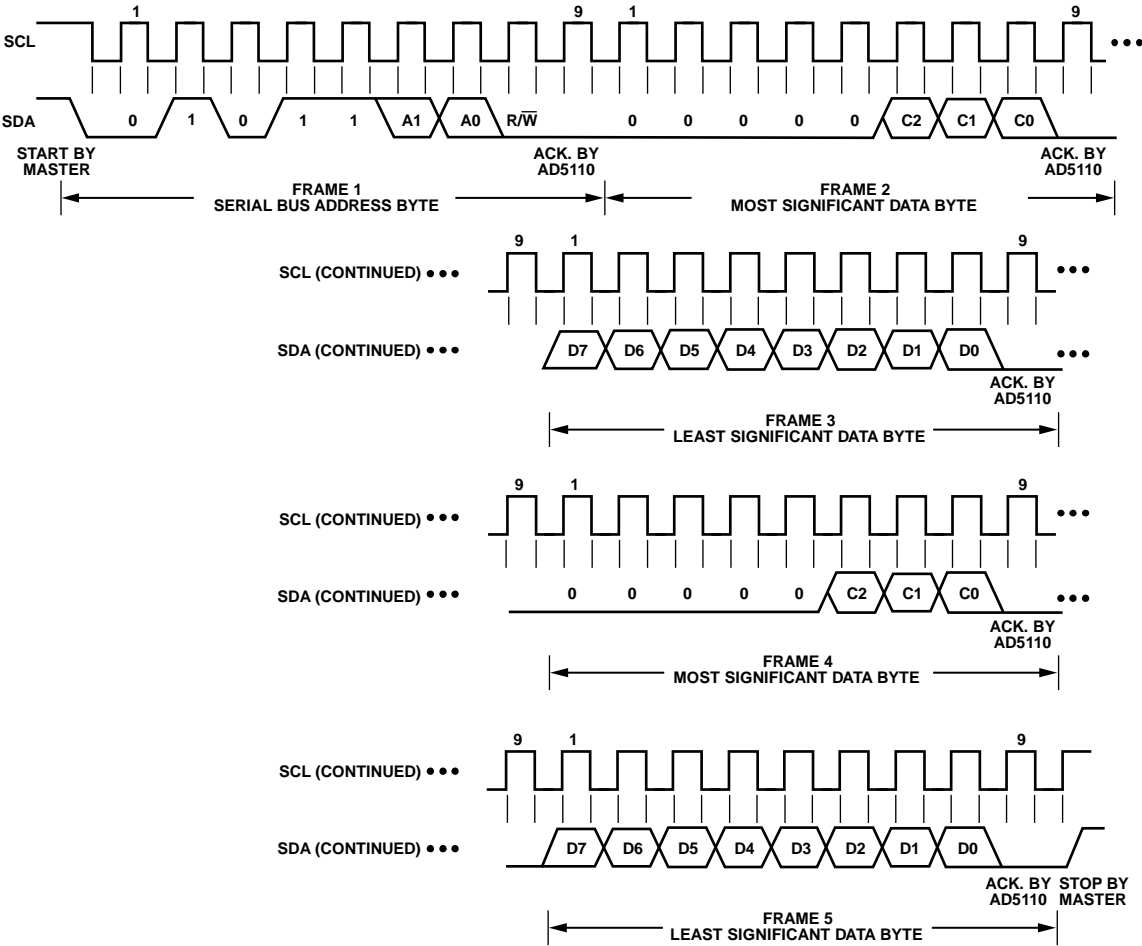 1 9 1 9
SCL
SDA 0 1 0 1 1 A1 A0 R/W̅ 0 0 0 0 0 C2 C1 C0
START BY
MASTER
ACK. BY
AD5110
ACK. BY
AD5110
FRAME 1
SERIAL BUS ADDRESS BYTE
FRAME 2
MOST SIGNIFICANT DATA BYTE
9 1 9
SCL (CONTINUED)
SDA (CONTINUED) D7 D6 D5 D4 D3 D2 D1 D0
ACK. BY
AD5110
FRAME 3
LEAST SIGNIFICANT DATA BYTE
9 1 9
SCL (CONTINUED)
SDA (CONTINUED) 0 0 0 0 0 C2 C1 C0
ACK. BY
AD5110
FRAME 4
MOST SIGNIFICANT DATA BYTE
9 1 9
SCL (CONTINUED)
SDA (CONTINUED) D7 D6 D5 D4 D3 D2 D1 D0
ACK. BY
AD5110
STOP BY
MASTER
FRAME 5
LEAST SIGNIFICANT DATA BYTE